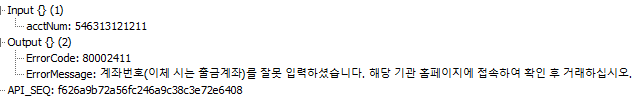 Input {} (1)
acctNum: 546313121211
Output {} (2)
ErrorCode: 80002411
ErrorMessage: 계좌번호(이체 시는 출금계좌)를 잘못 입력하셨습니다. 해당 기관 홈페이지에 접속하여 확인 후 거래하십시오.
API_SEQ: f626a9b72a56fc246a9c38c3e72e6408